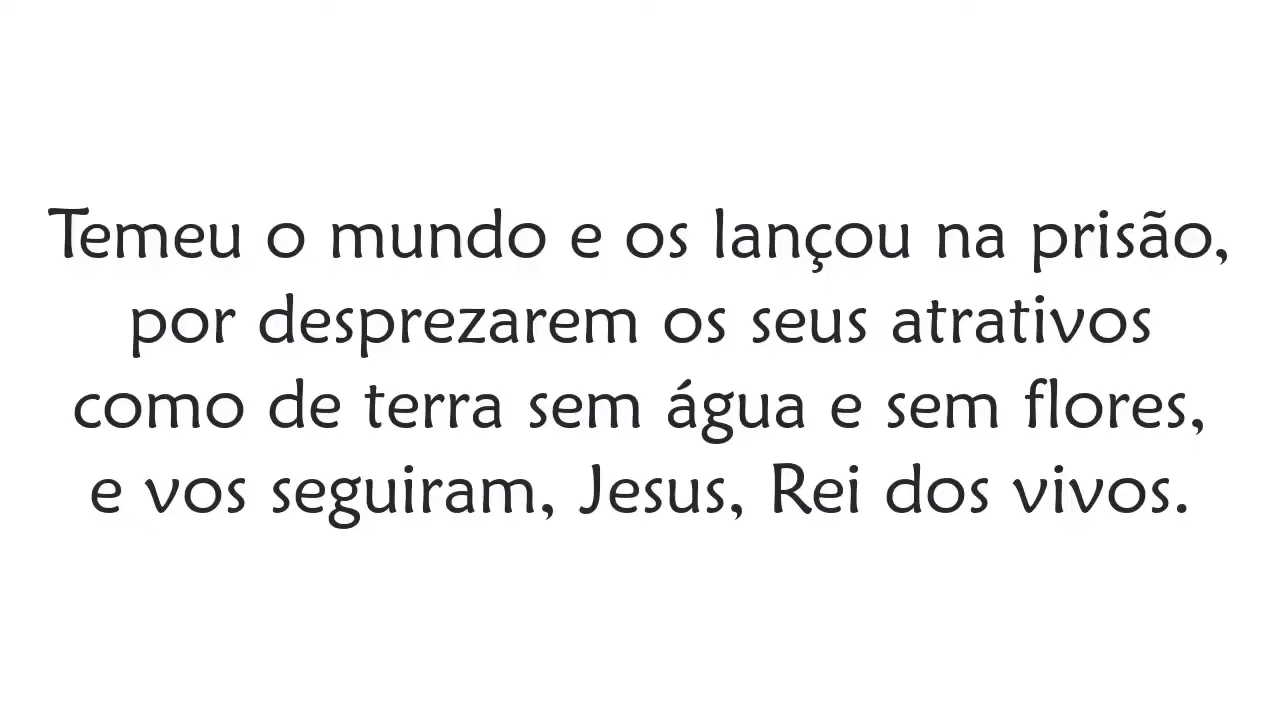 Temeu o mundo e os lançou na prisão,
por desprezarem os seus atrativos
como de terra sem água e sem flores,
e vos seguiram, Jesus, Rei dos vivos.